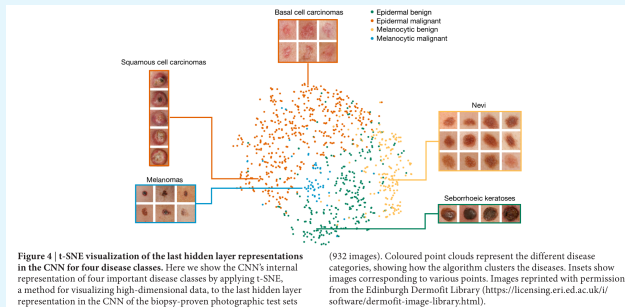 Basal cell carcinomas
Epidermal benign
Epidermal malignant
Melanocytic benign
Melanocytic malignant
Squamous cell carcinomas
Nevi
Melanomas
Seborrhoeic keratoses
Figure 4 | t-SNE visualization of the last hidden layer representations
in the CNN for four disease classes. Here we show the CNN's internal
representation of four important disease classes by applying t-SNE,
a method for visualizing high-dimensional data, to the last hidden layer
representation in the CNN of the biopsy-proven photographic test sets
(932 images). Coloured point clouds represent the different disease
categories, showing how the algorithm clusters the diseases. Insets show
images corresponding to various points. Images reprinted with permission
from the Edinburgh Dermofit Library (https://licensing.eri.ed.ac.uk/i/
software/dermofit-image-library.html).